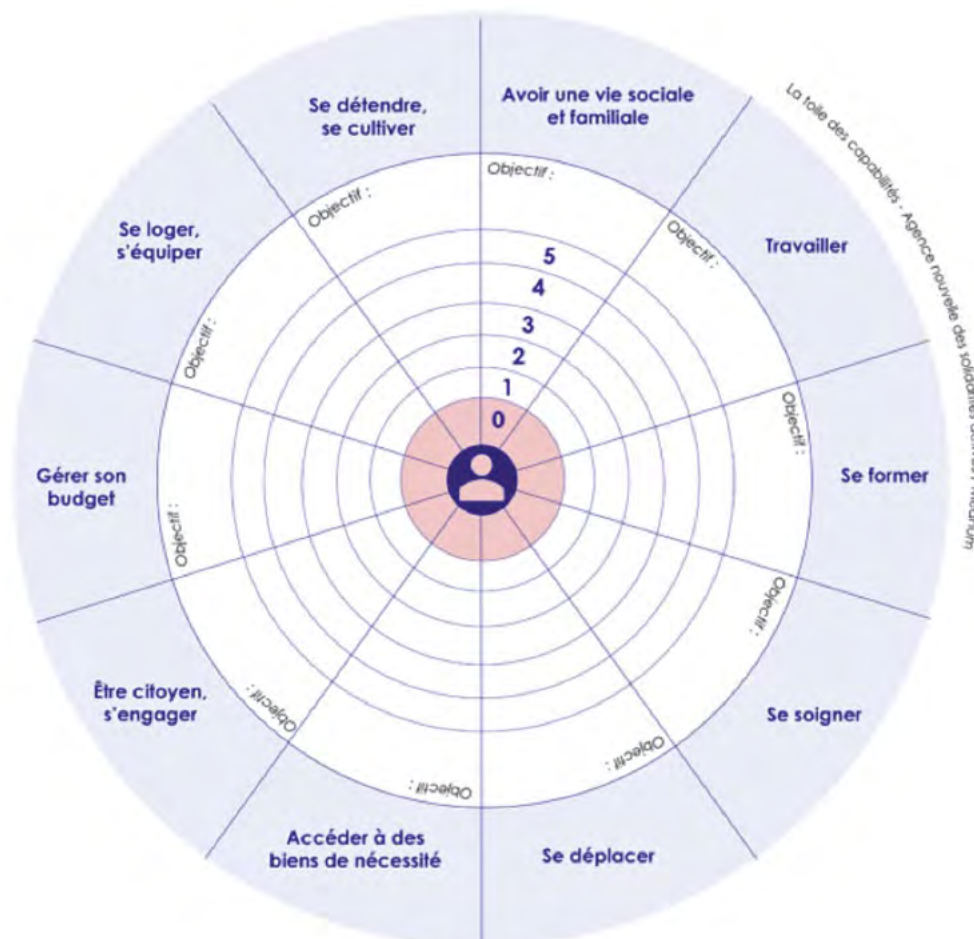 Se détendre,
se cultiver
Avoir une vie sociale
et familiale
Travailler
Se former
Se soigner
Se déplacer
Accéder à des
biens de nécessité
Être citoyen,
s'engager
Gérer son
budget
Se loger,
s'équiper
Objectif :
Objectif :
Objectif :
Objectif :
Objectif :
Objectif :
Objectif :
Objectif :
Objectif :
Objectif :
5
4
3
2
1
0
La toile des capabilités - Agence nouvelle des solidarités actives